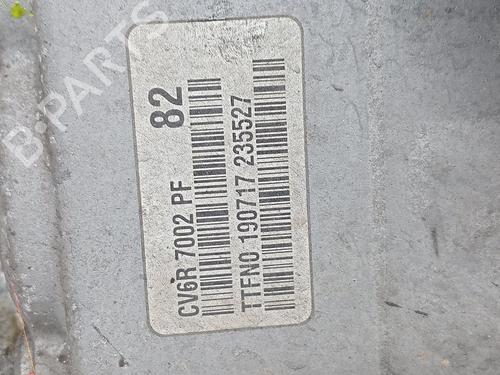 82
CV6R 7002 PF
TTFN0 190717 235527
B-PARTS